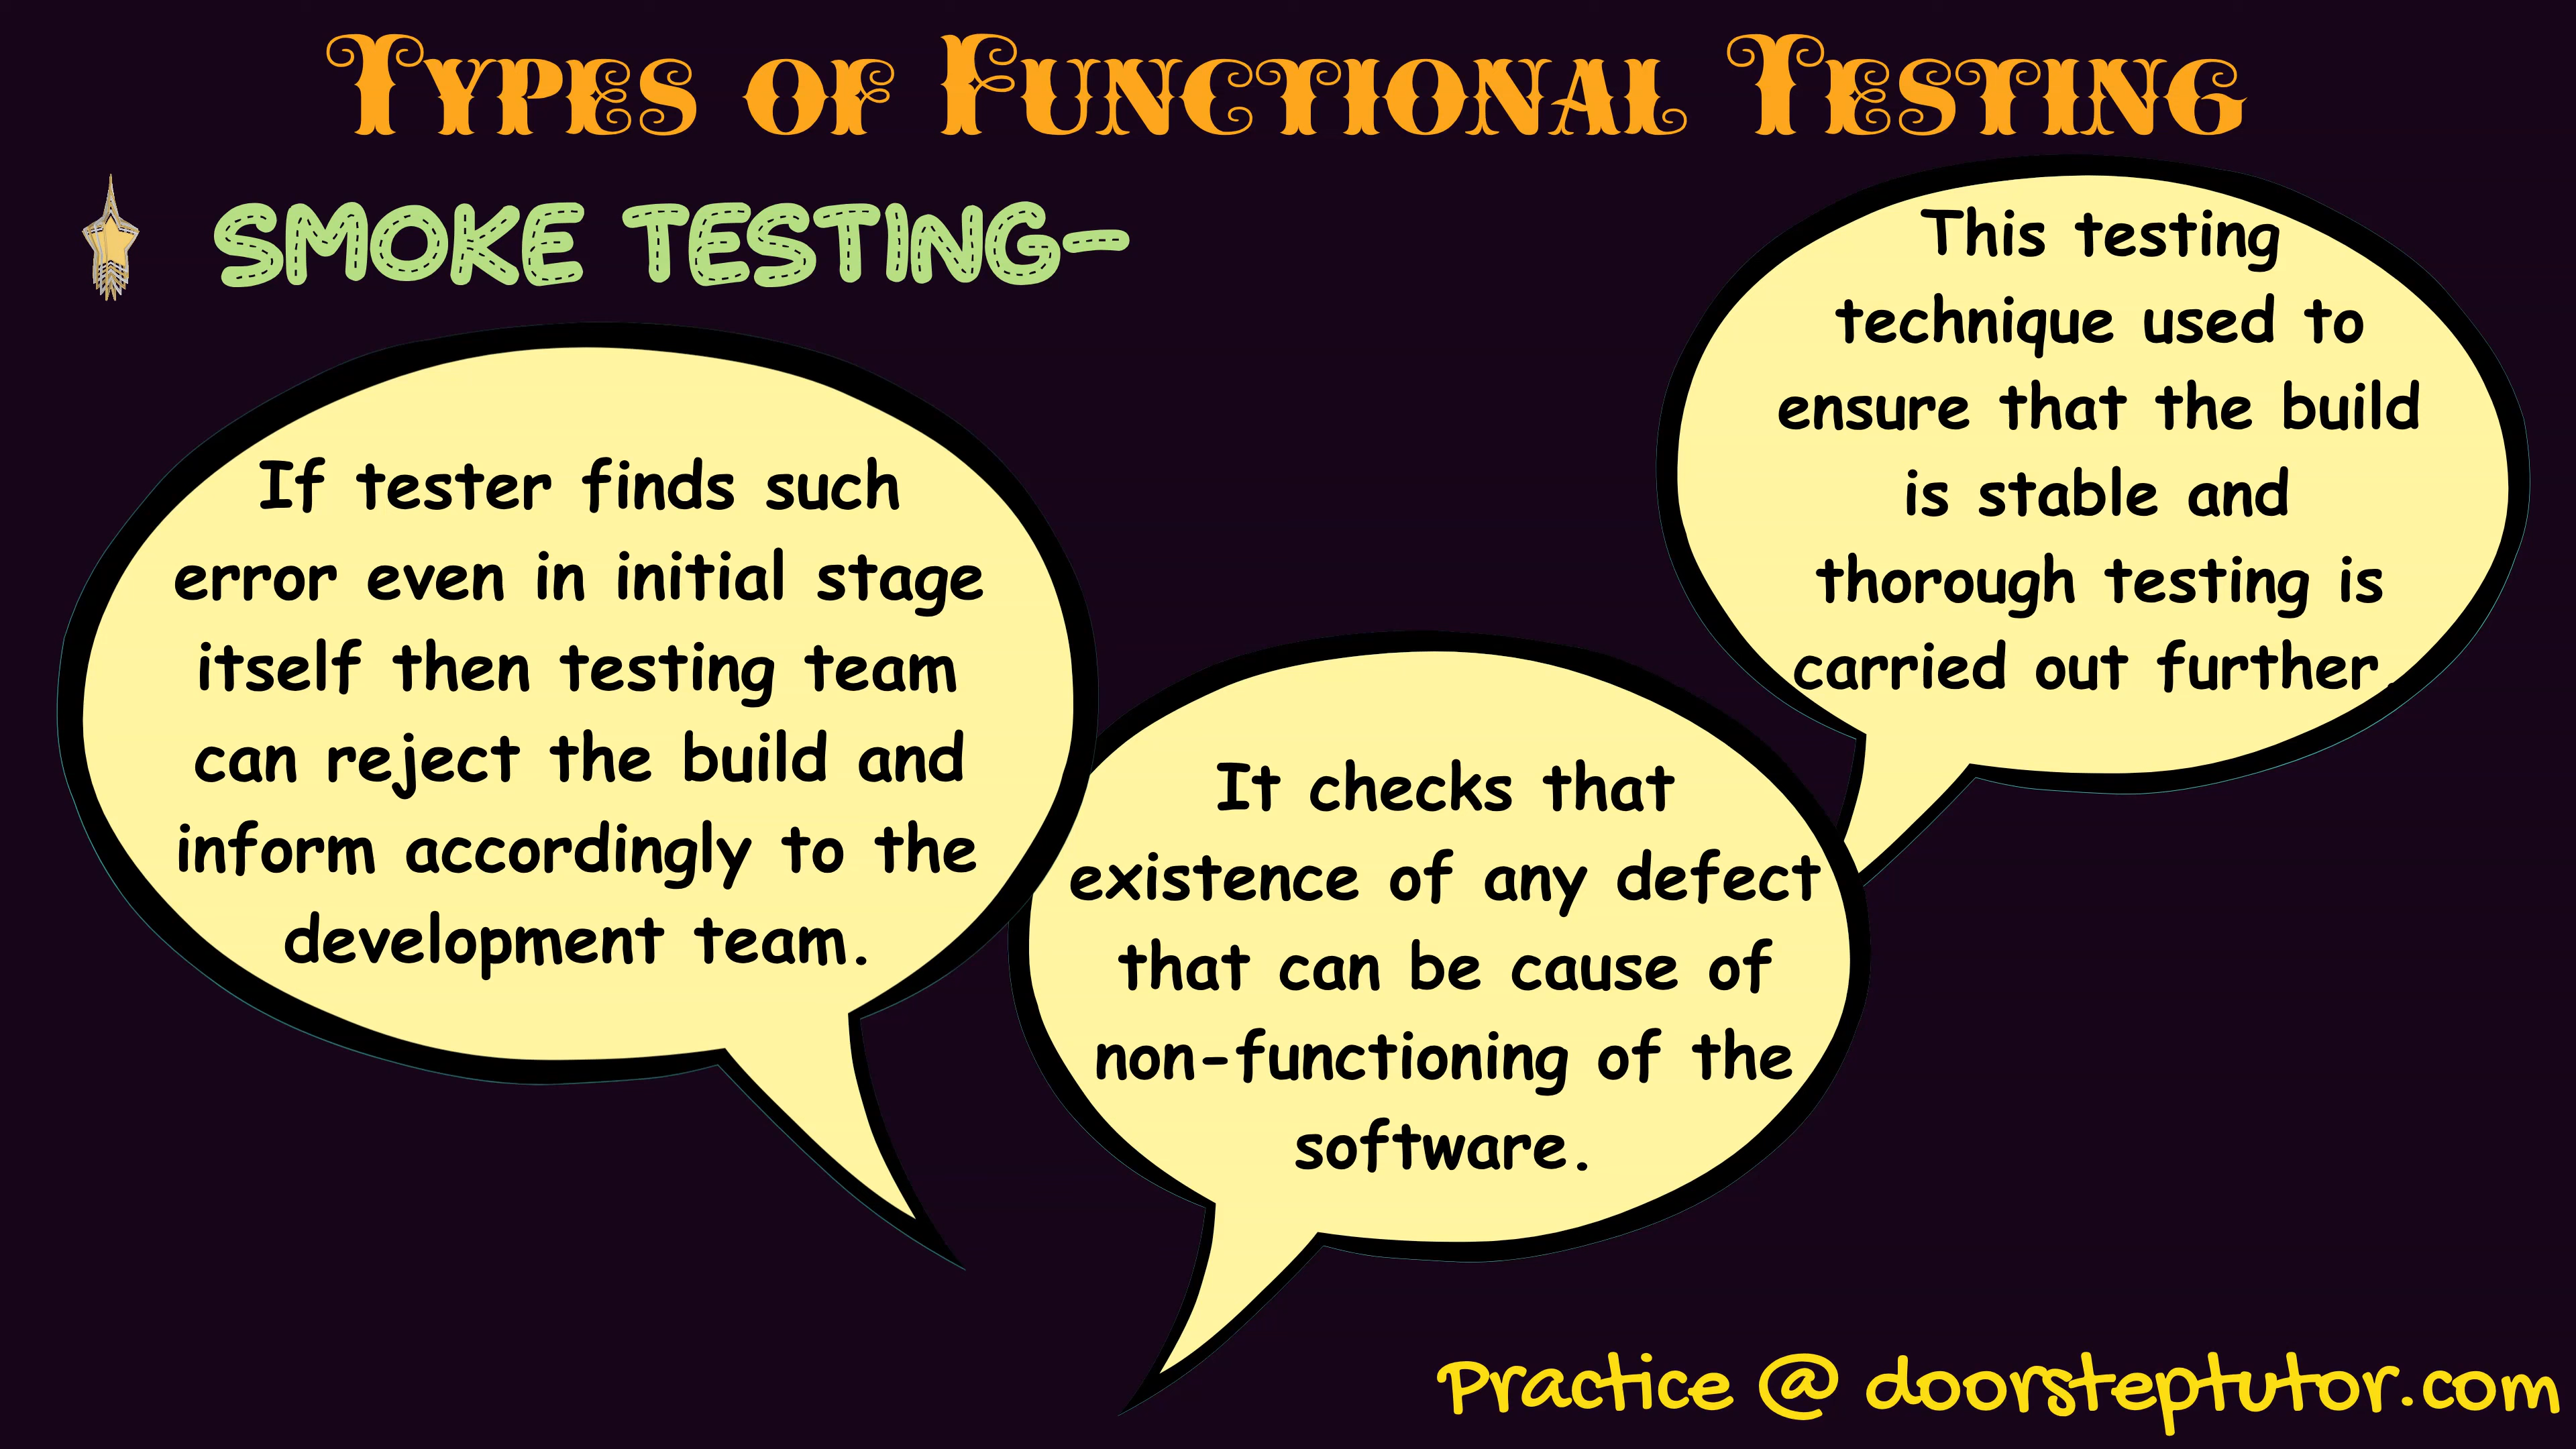 Types of Functional Testing
SMOKE TESTING-
This testing
technique used to
ensure that the build
is stable and
thorough testing is
carried out further.
It checks that
existence of any defect
that can be cause of
non-functioning of the
software.
If tester finds such
error even in initial stage
itself then testing team
can reject the build and
inform accordingly to the
development team.
Practice @ doorsteptutor.com